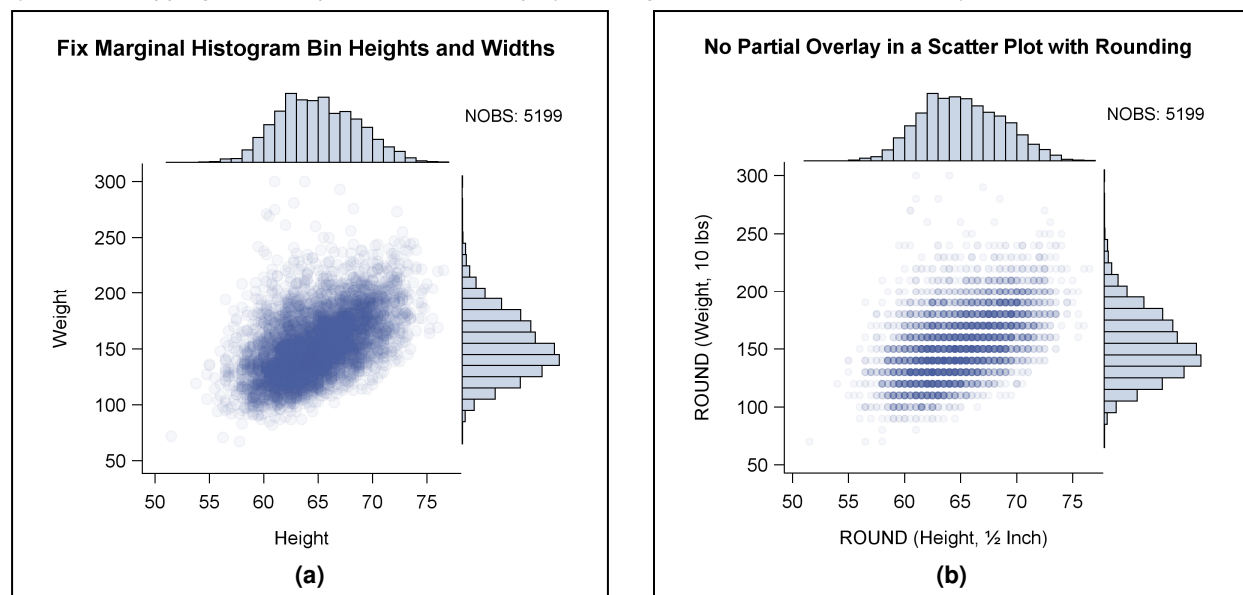 Fix Marginal Histogram Bin Heights and Widths
NOBS: 5199
300
250
200
150
100
50
Weight
50 55 60 65 70 75
Height
(a)
No Partial Overlay in a Scatter Plot with Rounding
NOBS: 5199
300
250
200
150
100
50
ROUND (Weight, 10 lbs)
50 55 60 65 70 75
ROUND (Height, ½ Inch)
(b)